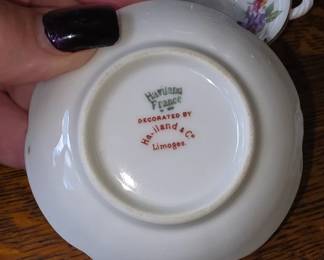 Haviland
France
DECORATED BY
Haviland & Co
Limoges